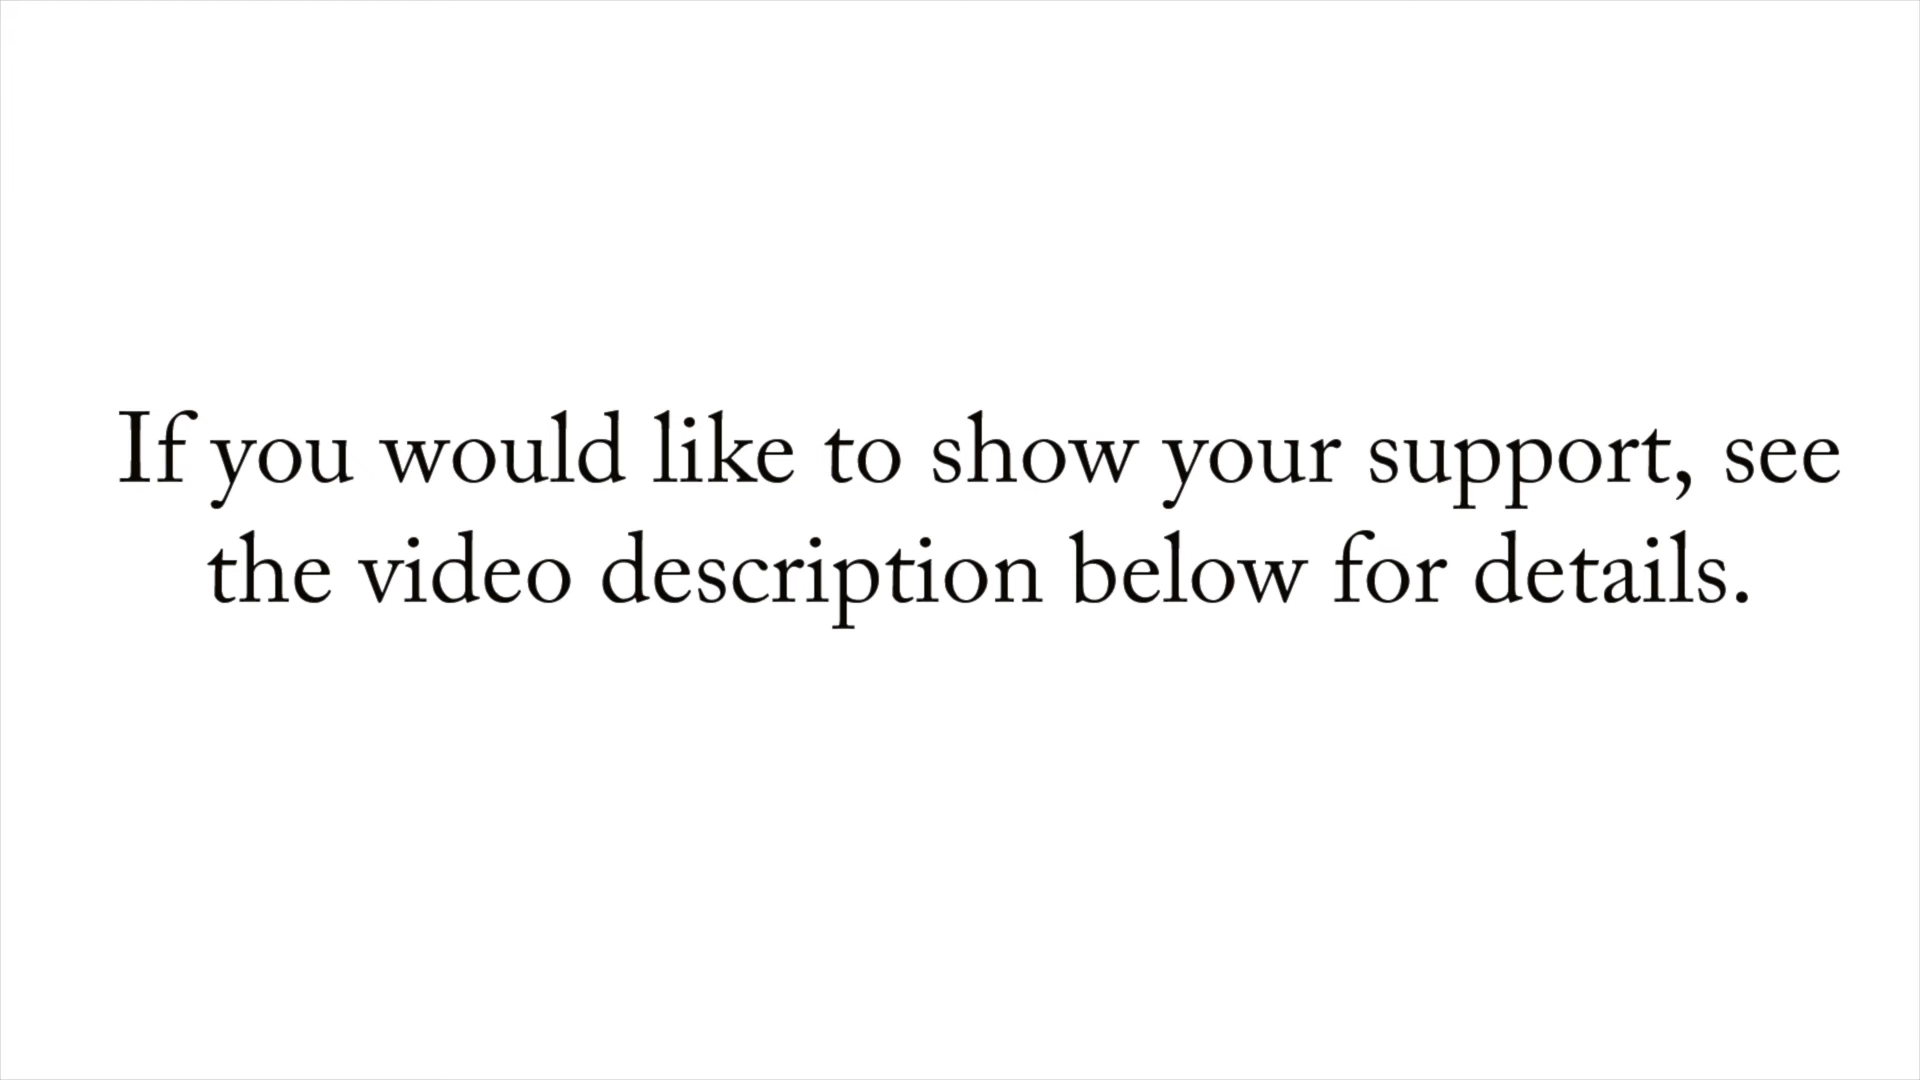 If you would like to show your support, see
the video description below for details.